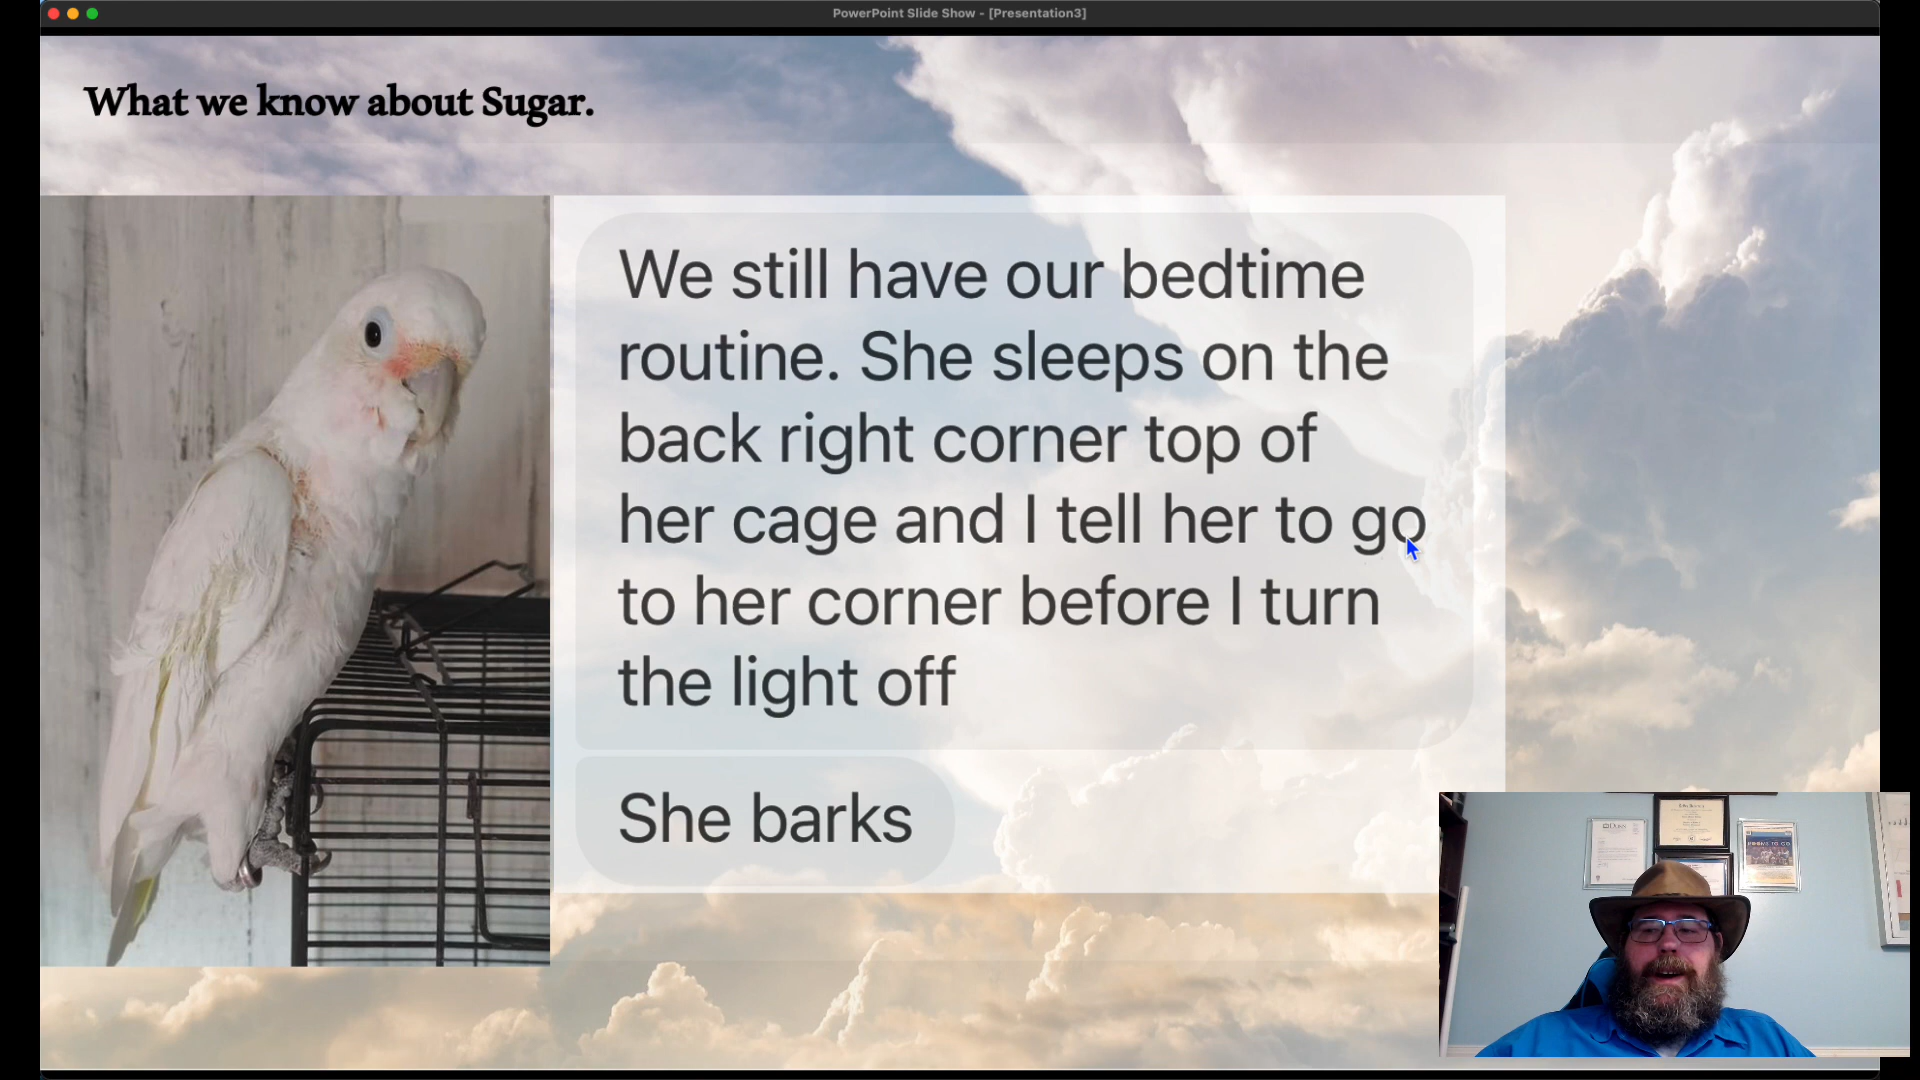 PowerPoint Slide Show - [Presentation3]
What we know about Sugar.
We still have our bedtime
routine. She sleeps on the
back right corner top of
her cage and I tell her to go
to her corner before I turn
the light off
She barks